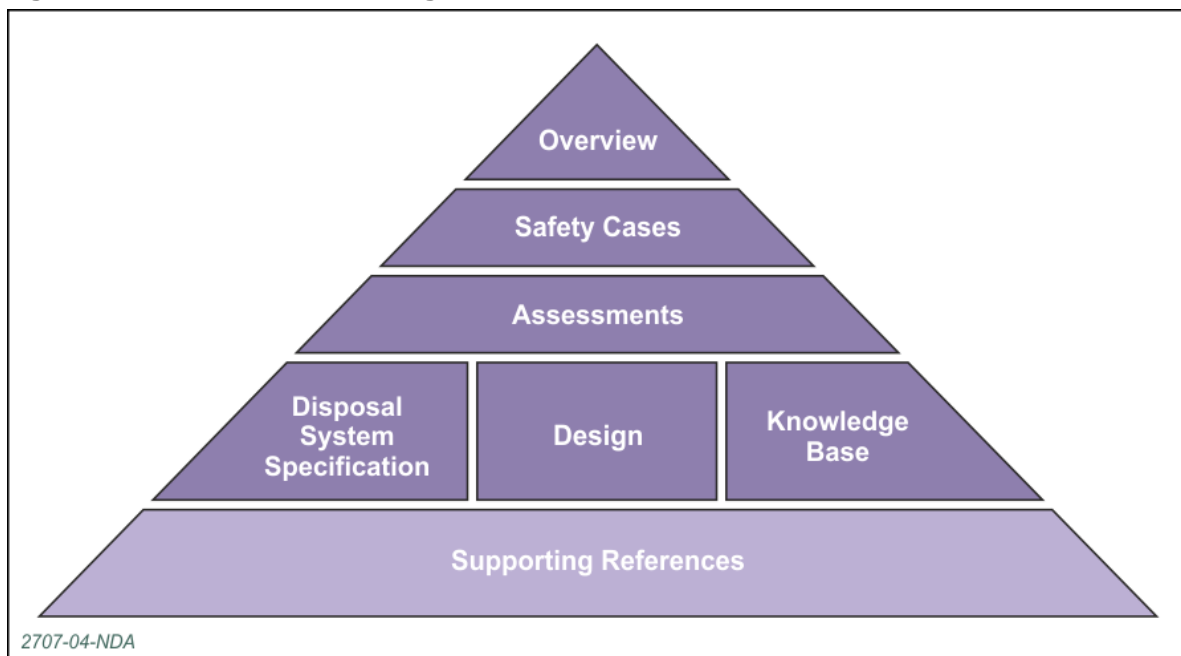 Overview
Safety Cases
Assessments
Disposal
System
Specification
Design
Knowledge
Base
Supporting References
2707-04-NDA